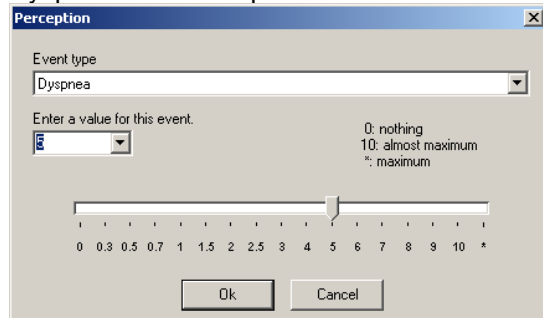 Perception
Event type
Dyspnea
Enter a value for this event.
5
0: nothing
10: almost maximum
*: maximum
0 0.3 0.5 0.7 1 1.5 2 2.5 3 4 5 6 7 8 9 10 *
Ok Cancel